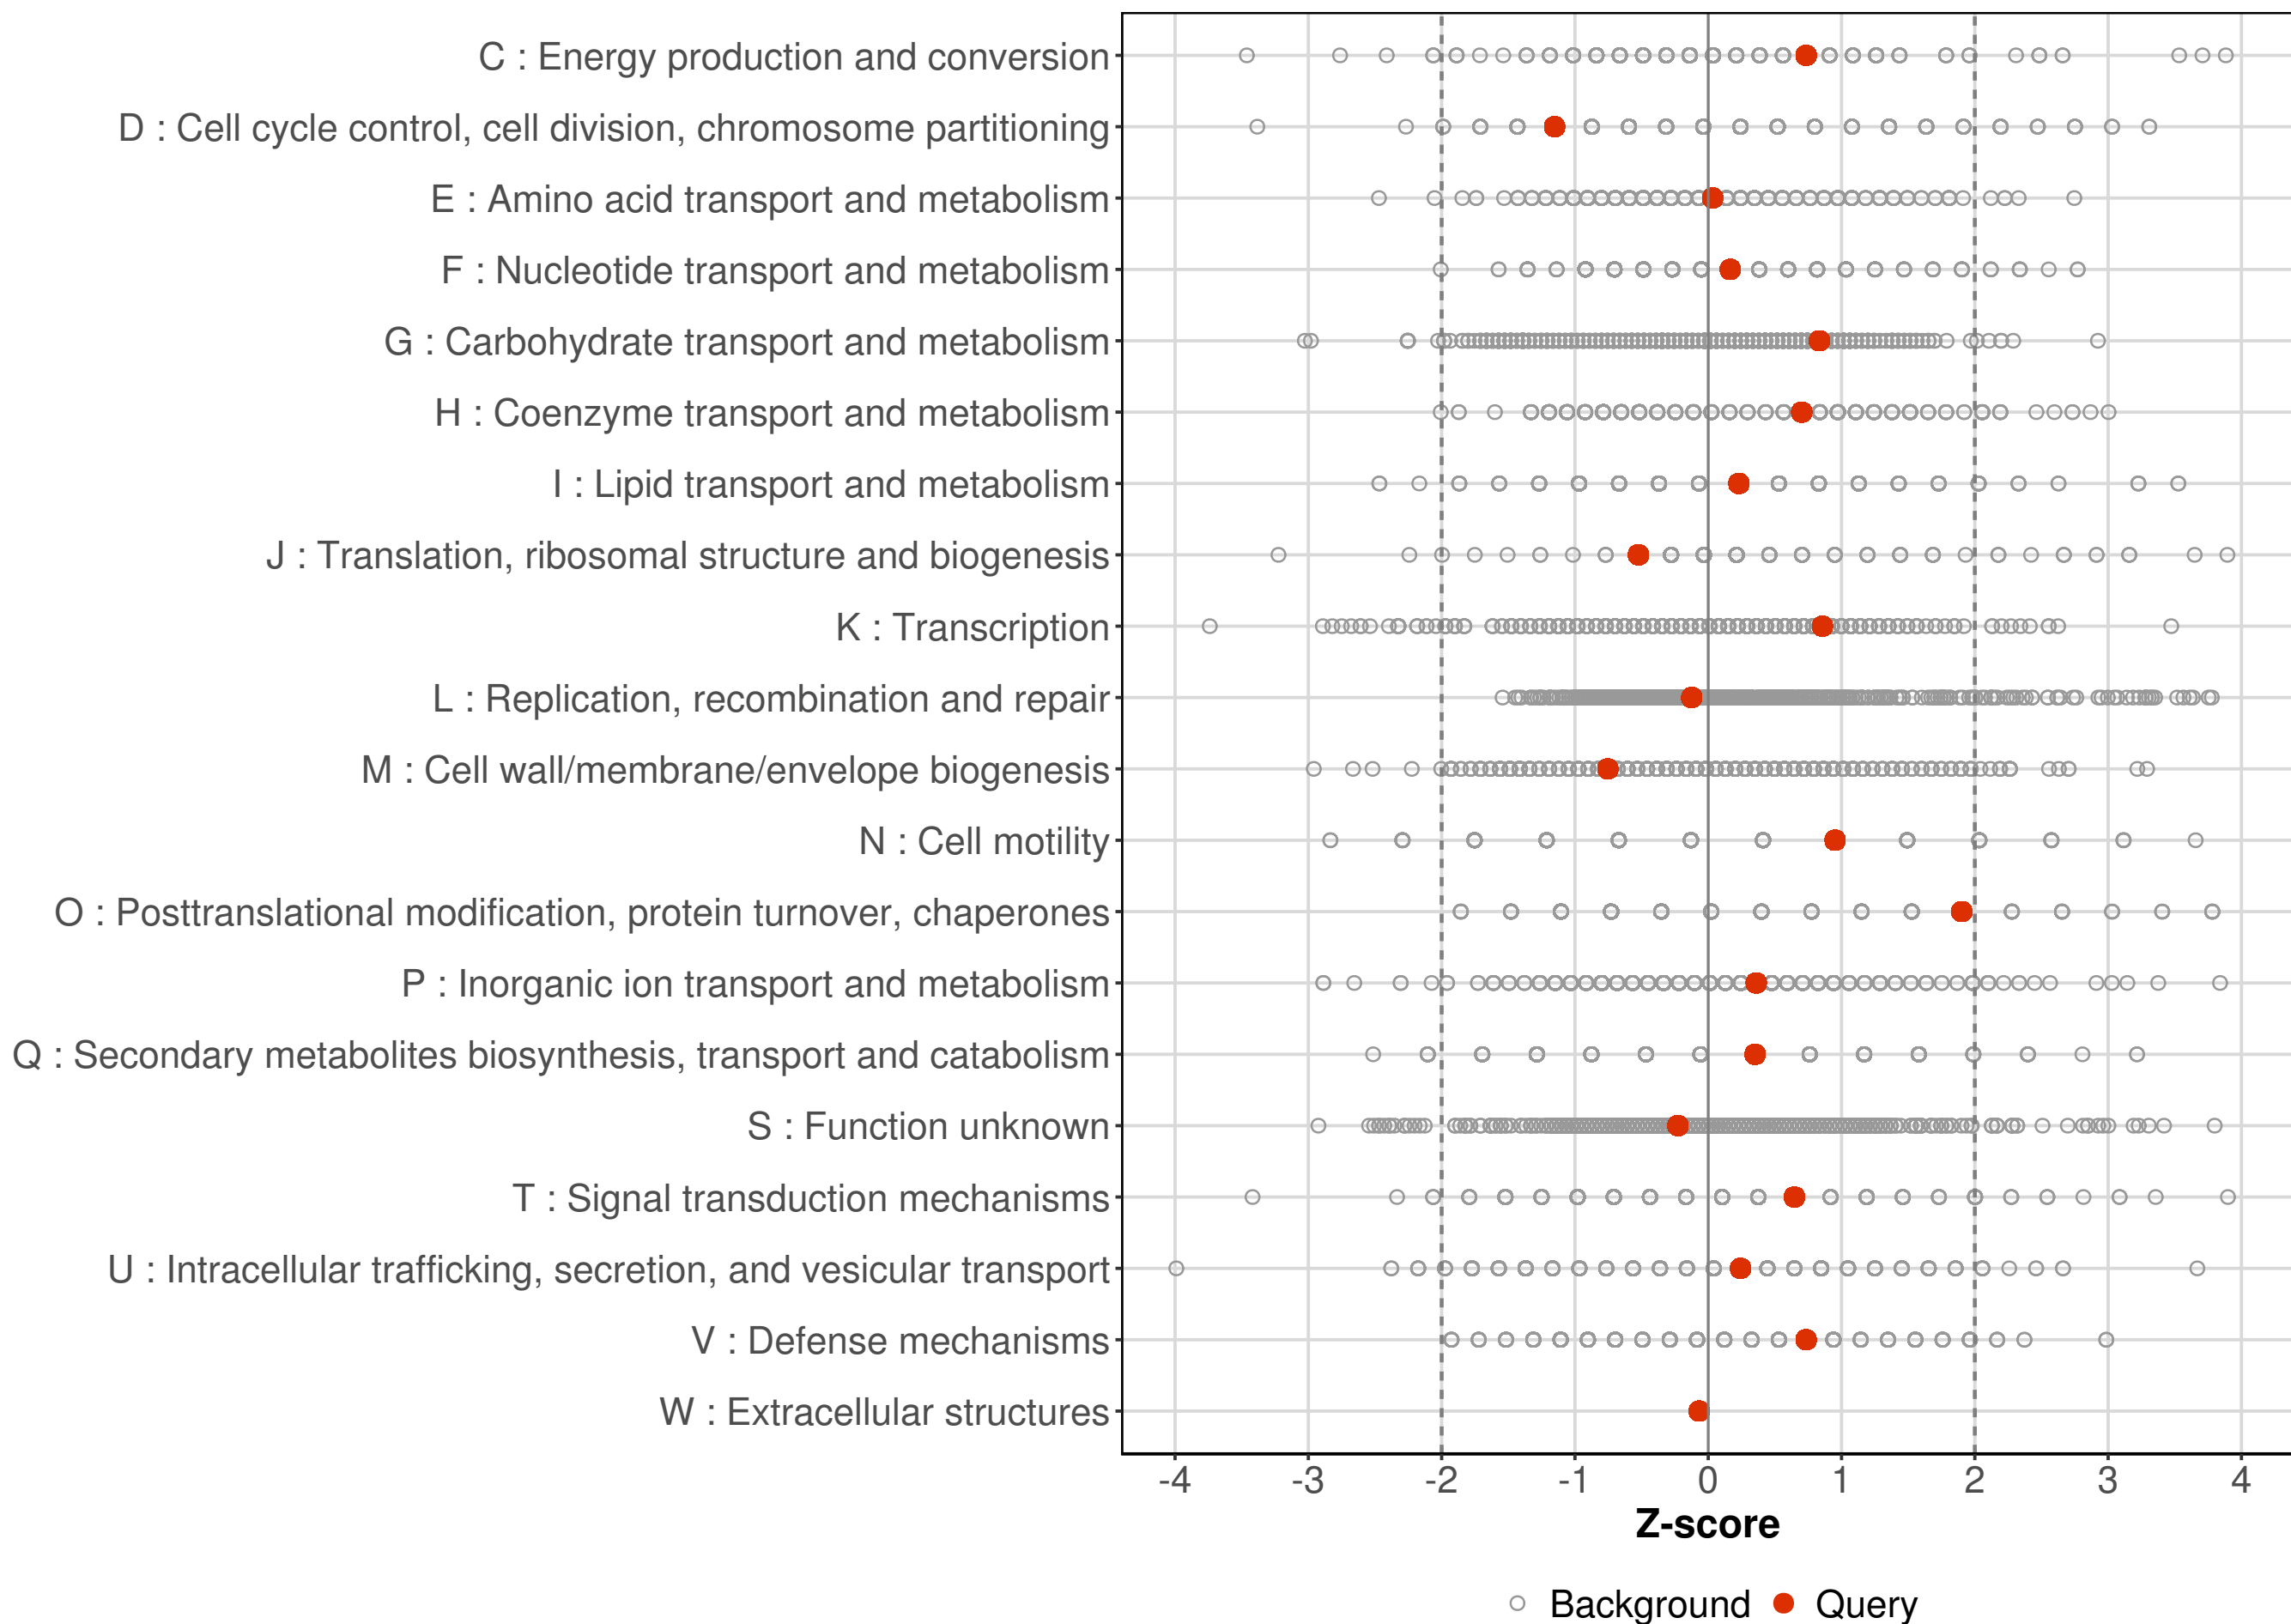 C : Energy production and conversion
D : Cell cycle control, cell division, chromosome partitioning
E : Amino acid transport and metabolism
F : Nucleotide transport and metabolism
G : Carbohydrate transport and metabolism
H : Coenzyme transport and metabolism
I : Lipid transport and metabolism
J : Translation, ribosomal structure and biogenesis
K : Transcription
L : Replication, recombination and repair
M : Cell wall/membrane/envelope biogenesis
N : Cell motility
O : Posttranslational modification, protein turnover, chaperones
P : Inorganic ion transport and metabolism
Q : Secondary metabolites biosynthesis, transport and catabolism
S : Function unknown
T : Signal transduction mechanisms
U : Intracellular trafficking, secretion, and vesicular transport
V : Defense mechanisms
W : Extracellular structures
-4 -3 -2 -1 0 1 2 3 4
Z-score
Background Query